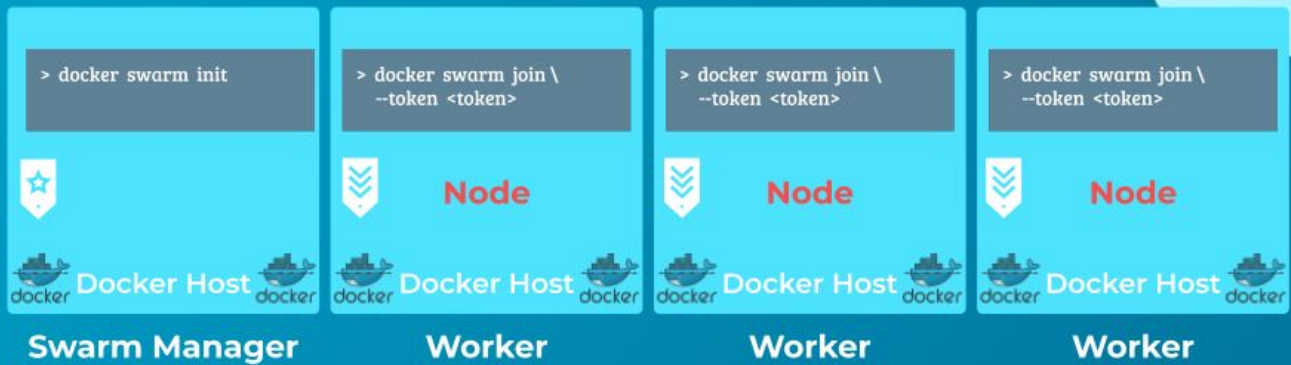 > docker swarm init
> docker swarm join \
--token <token>
> docker swarm join \
--token <token>
> docker swarm join \
--token <token>
Node
Node
Node
docker Docker Host docker
docker Docker Host docker
docker Docker Host docker
docker Docker Host docker
Swarm Manager
Worker
Worker
Worker